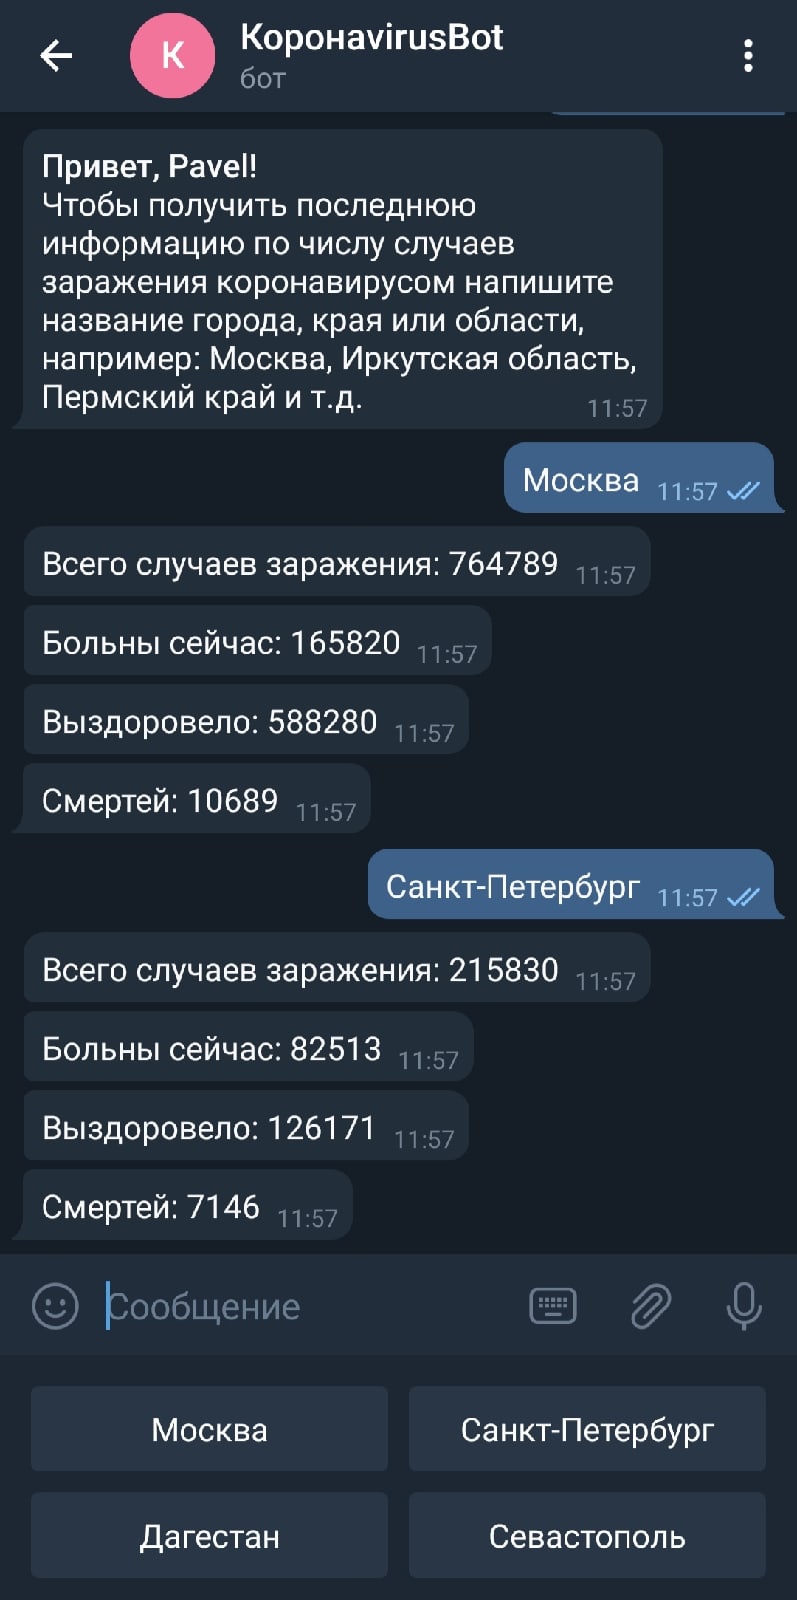 КоронавirusBot
бот
К
Привет, Pavel!
Чтобы получить последнюю
информацию по числу случаев
заражения коронавирусом напишите
название города, края или области,
например: Москва, Иркутская область,
Пермский край и т.д.
11:57
Москва 11:57
Всего случаев заражения: 764789 11:57
Больны сейчас: 165820 11:57
Выздоровело: 588280 11:57
Смертей: 10689 11:57
Санкт-Петербург 11:57
Всего случаев заражения: 215830 11:57
Больны сейчас: 82513 11:57
Выздоровело: 126171 11:57
Смертей: 7146 11:57
Сообщение
Москва
Санкт-Петербург
Дагестан
Севастополь